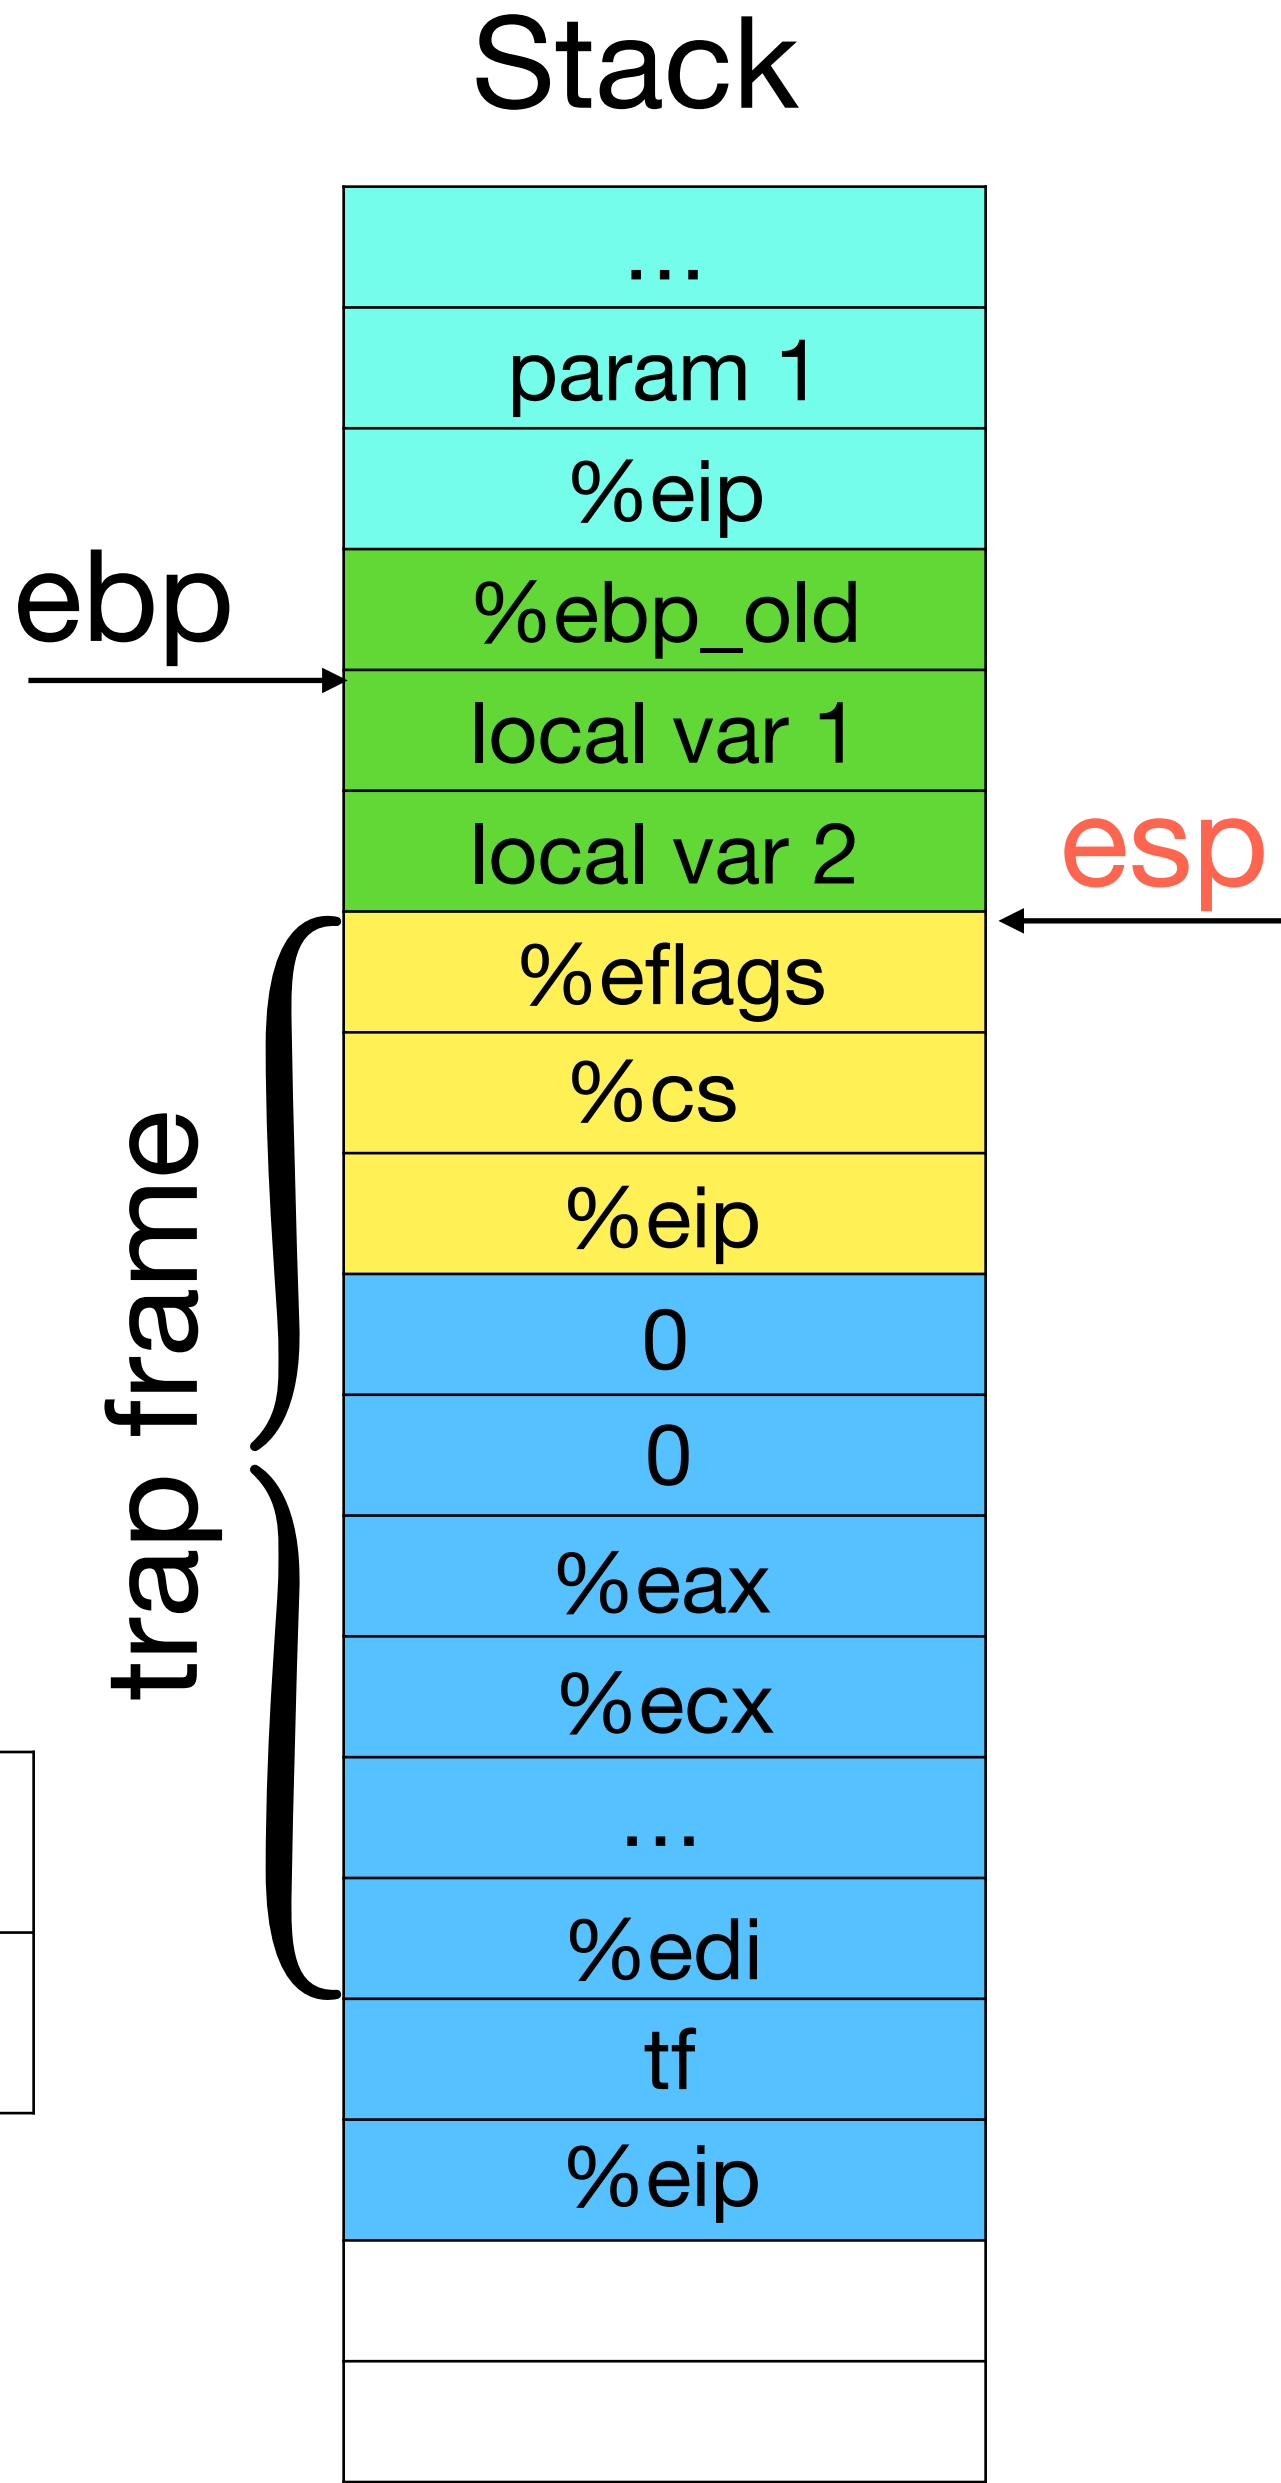 Stack
...
param 1
%eip
ebp
%ebp_old
local var 1
local var 2
esp
%eflags
%cs
%eip
trap frame
0
0
%eax
%ecx
...
%edi
tf
%eip